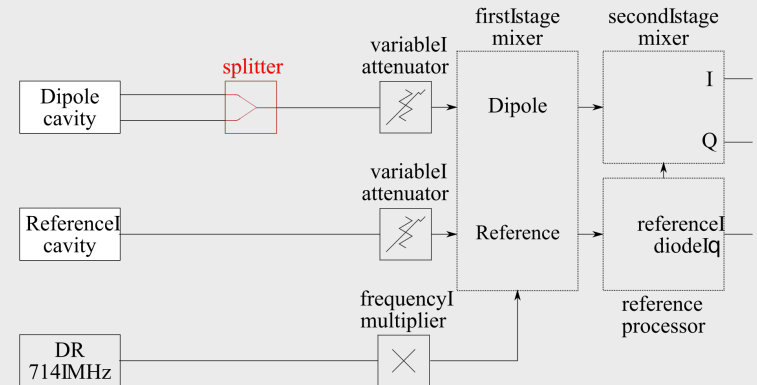 firstIstage
mixer
secondIstage
mixer
variableI
attenuator
splitter
Dipole
cavity
Dipole
I
Q
variableI
attenuator
ReferenceI
cavity
Reference
referenceI
diodeIq
frequencyI
multiplier
reference
processor
DR
714IMHz